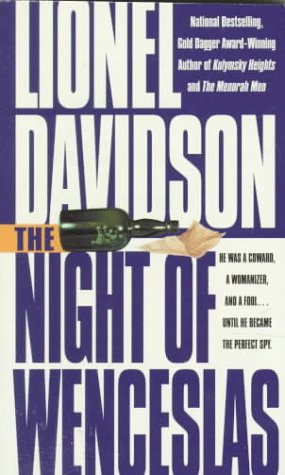 LIONEL
National Bestselling,
Gold Dagger Award-Winning
Author of Kolymsky Heights
and The Menorah Men
DAVIDSON
THE
NIGHT OF
WENCESLAS
HE WAS A COWARD,
A WOMANIZER,
AND A FOOL...
UNTIL HE BECAME
THE PERFECT SPY.